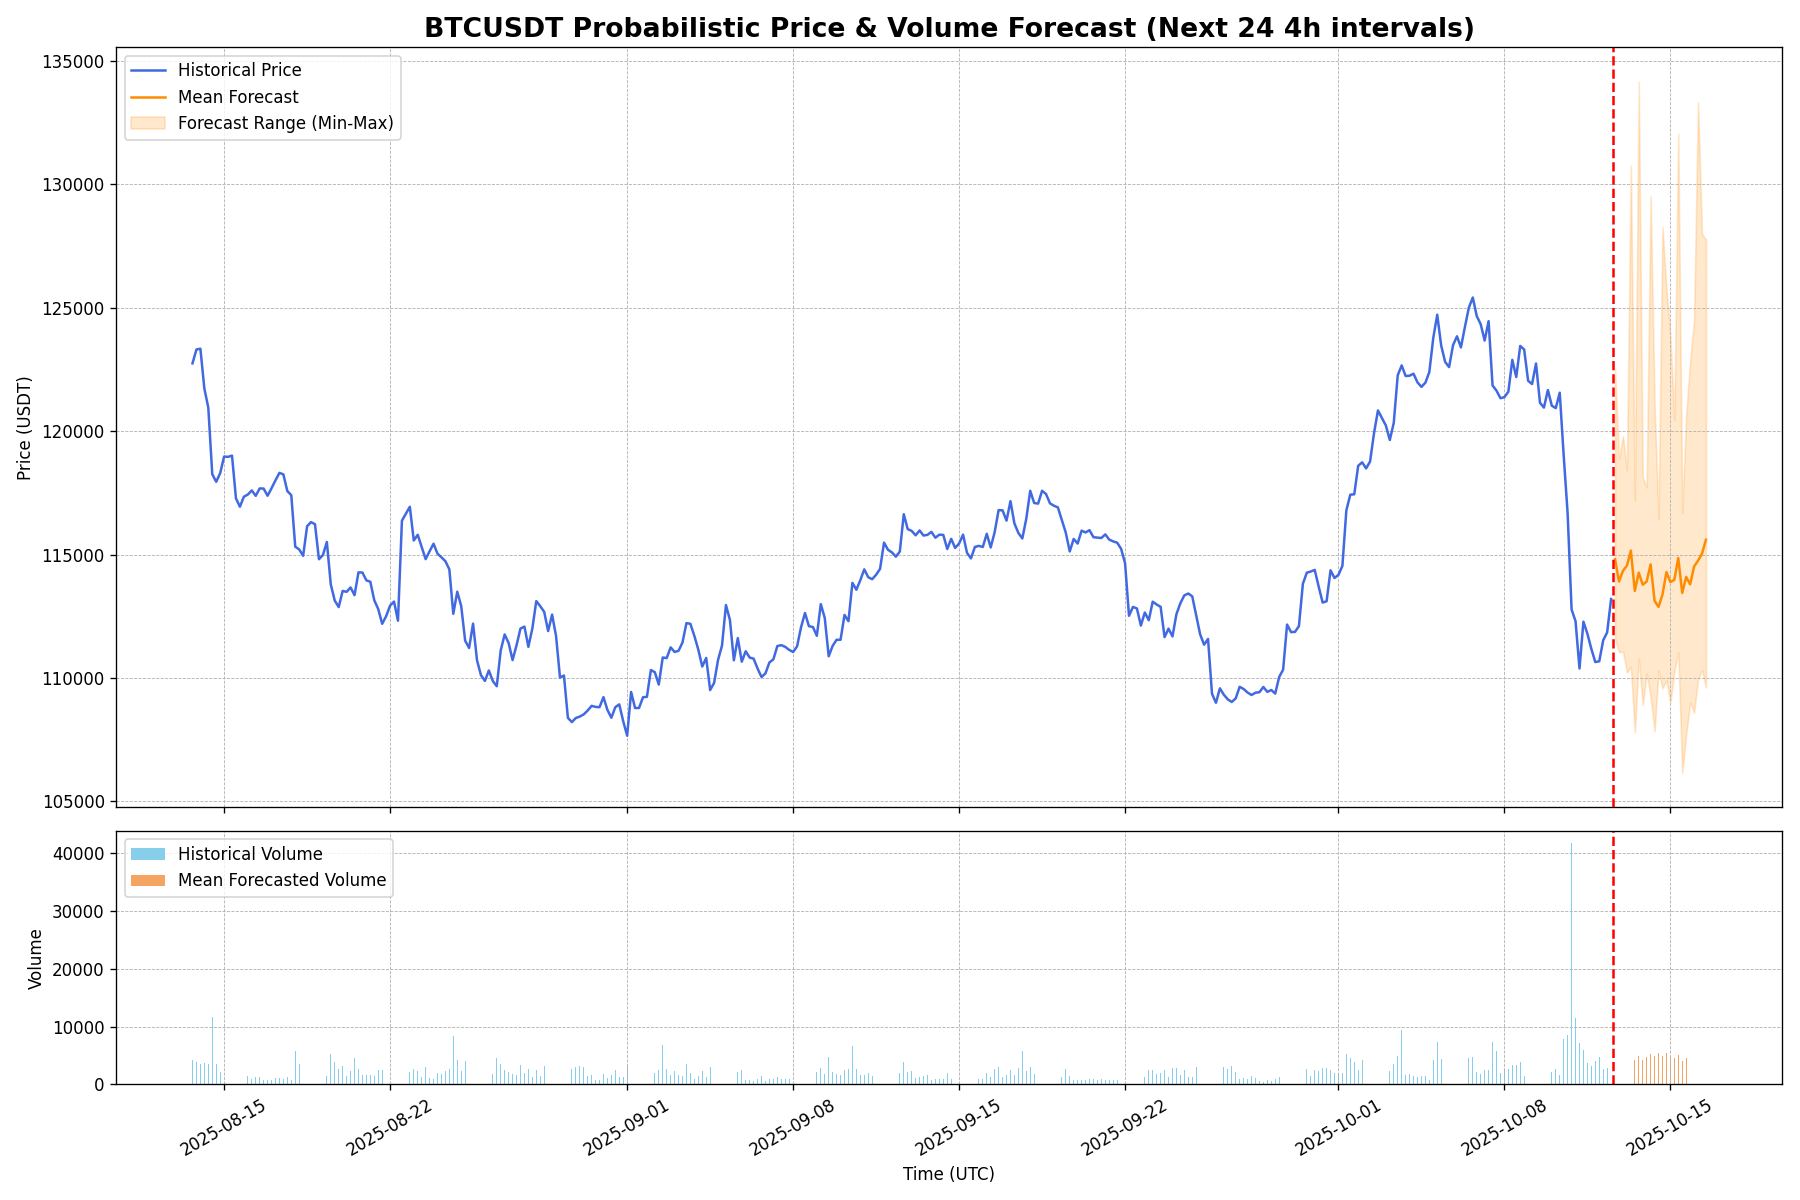 BTCUSDT Probabilistic Price & Volume Forecast (Next 24 4h intervals)
135000
130000
125000
120000
115000
110000
105000
Price (USDT)
Historical Price
Mean Forecast
Forecast Range (Min-Max)
40000
30000
20000
10000
0
Volume
Historical Volume
Mean Forecasted Volume
2025-08-15
2025-08-22
2025-09-01
2025-09-08
2025-09-15
2025-09-22
2025-10-01
2025-10-08
2025-10-15
Time (UTC)